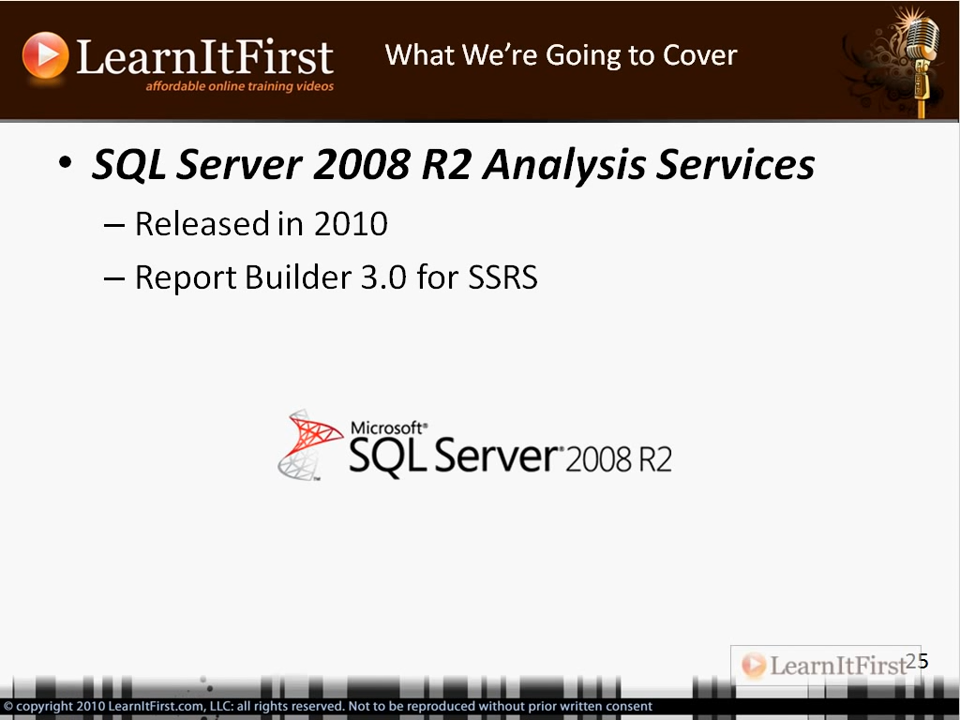 LearnItFirst
affordable online training videos
What We're Going to Cover
• SQL Server 2008 R2 Analysis Services
– Released in 2010
– Report Builder 3.0 for SSRS
Microsoft®
SQL Server® 2008 R2
™
LearnItFirst
25
© copyright 2010 LearnItFirst.com, LLC: all rights reserved. Not to be reproduced without prior written consent